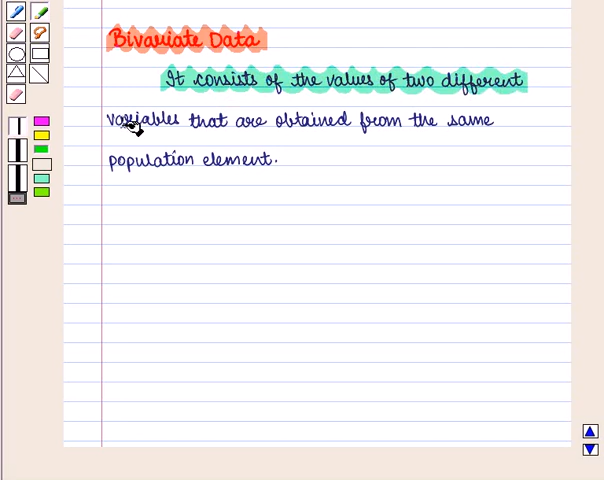 Bivariate Data
It consists of the values of two different
variables that are obtained from the same
population element.